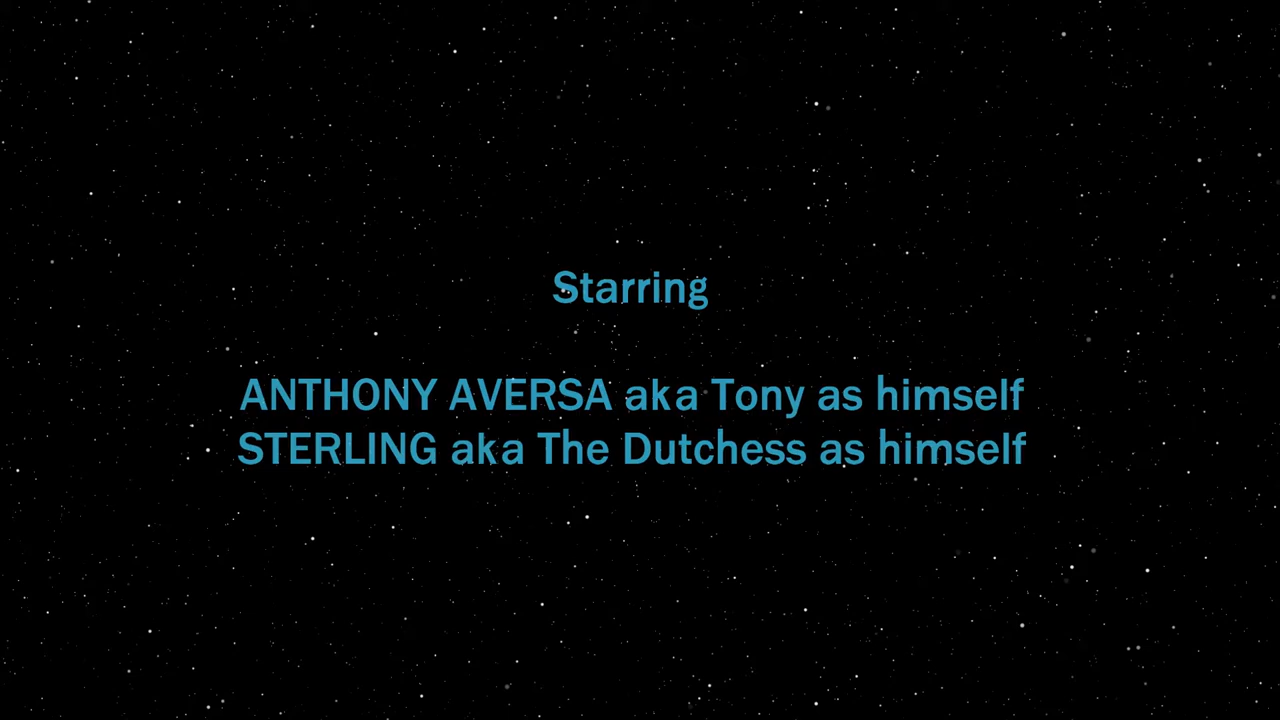 Starring
ANTHONY AVERSA aka Tony as himself
STERLING aka The Dutchess as himself